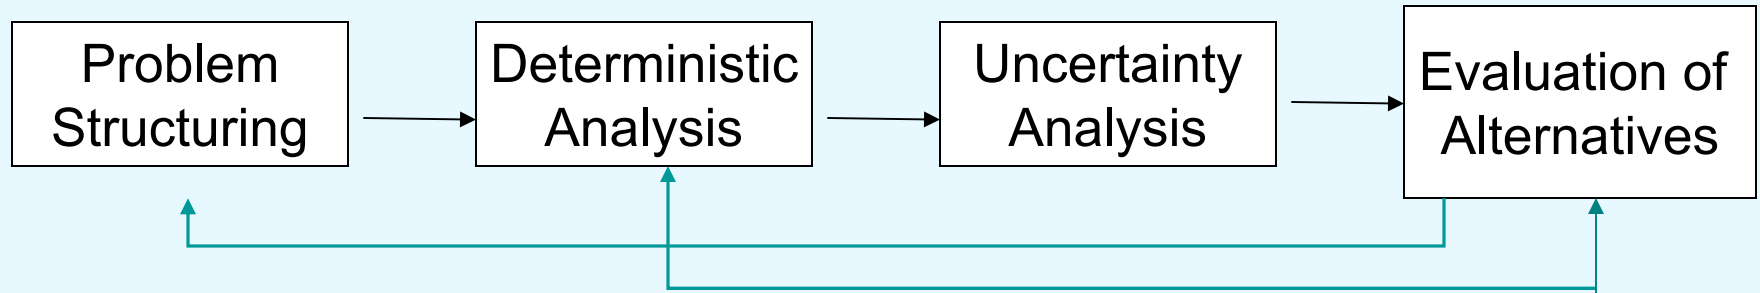 Problem
Structuring
Deterministic
Analysis
Uncertainty
Analysis
Evaluation of
Alternatives